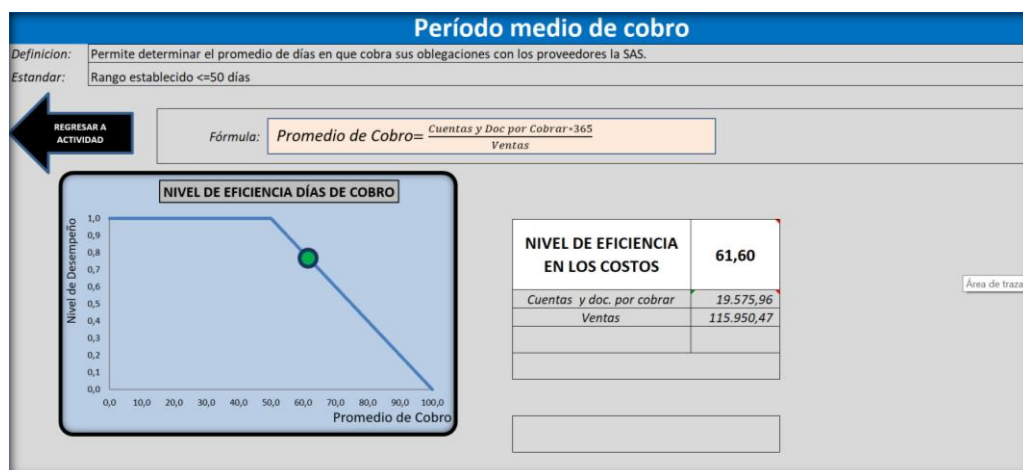 Período medio de cobro
Definicion: Permite determinar el promedio de días en que cobra sus oblegaciones con los proveedores la SAS.
Estandar: Rango establecido <=50 días
REGRESAR A
ACTIVIDAD
Fórmula: Promedio de Cobro= Cuentas y Doc por Cobrar*365
Ventas
NIVEL DE EFICIENCIA DÍAS DE COBRO
Nivel de Desempeño
1,0
0,9
0,8
0,7
0,6
0,5
0,4
0,3
0,2
0,1
0,0
0,0 10,0 20,0 30,0 40,0 50,0 60,0 70,0 80,0 90,0 100,0
Promedio de Cobro
NIVEL DE EFICIENCIA
EN LOS COSTOS 61,60
Cuentas y doc. por cobrar 19.575,96
Ventas 115.950,47
Área de traza